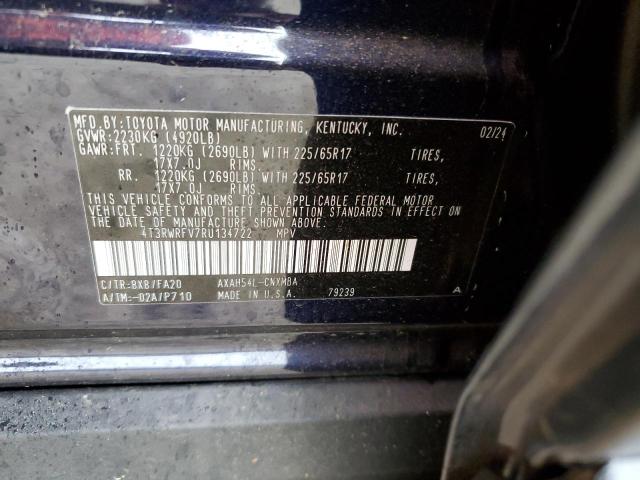 MFD.BY:TOYOTA MOTOR MANUFACTURING, KENTUCKY, INC. 02/24
GVWR:2230KG (4920LB)
GAWR:FRT. 1220KG (2690LB) WITH 225/65R17 TIRES,
17X7.0J RIMS,
RR. 1220KG (2690LB) WITH 225/65R17 TIRES,
17X7.0J RIMS,
THIS VEHICLE CONFORMS TO ALL APPLICABLE FEDERAL MOTOR
VEHICLE SAFETY AND THEFT PREVENTION STANDARDS IN EFFECT ON
THE DATE OF MANUFACTURE SHOWN ABOVE.
4T3RWRFV7RU134722 MPV
C/TR:8X8/FA20 AXAH54L-CNXMBA
A/TM:-02A/P710 MADE IN U.S.A. 79239 A